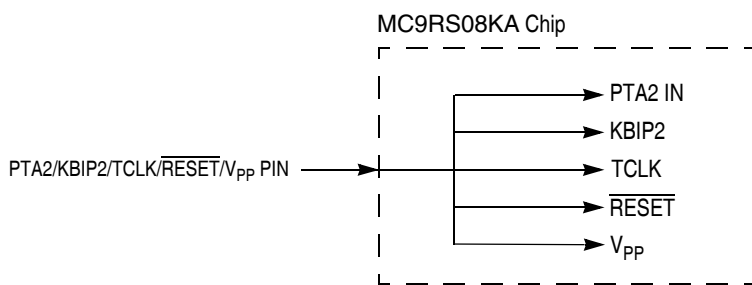 MC9RS08KA Chip
PTA2 IN
KBIP2
PTA2/KBIP2/TCLK/RESET/VPP PIN
TCLK
RESET
VPP